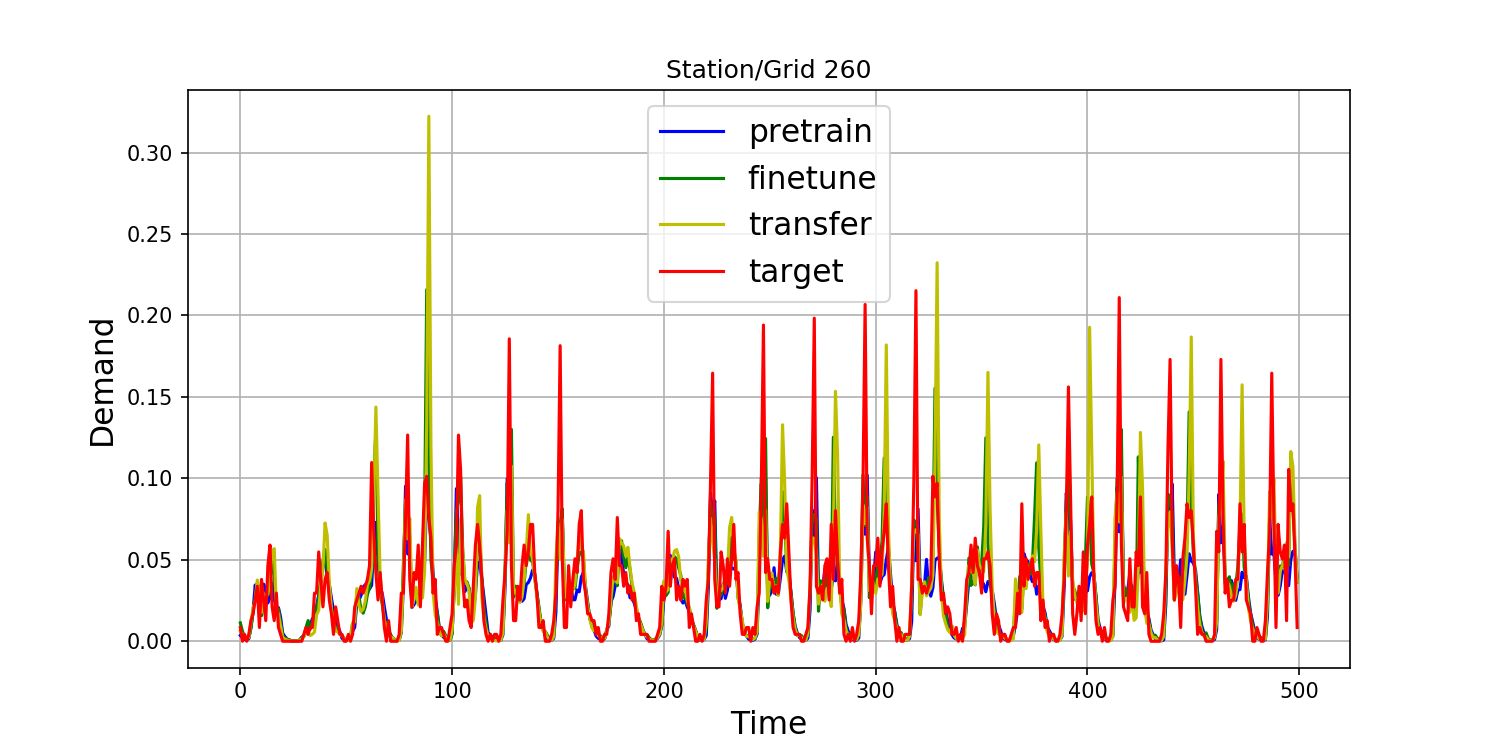 Station/Grid 260
pretrain
finetune
transfer
target
0.30
0.25
0.20
0.15
0.10
0.05
0.00
Demand
0 100 200 300 400 500
Time